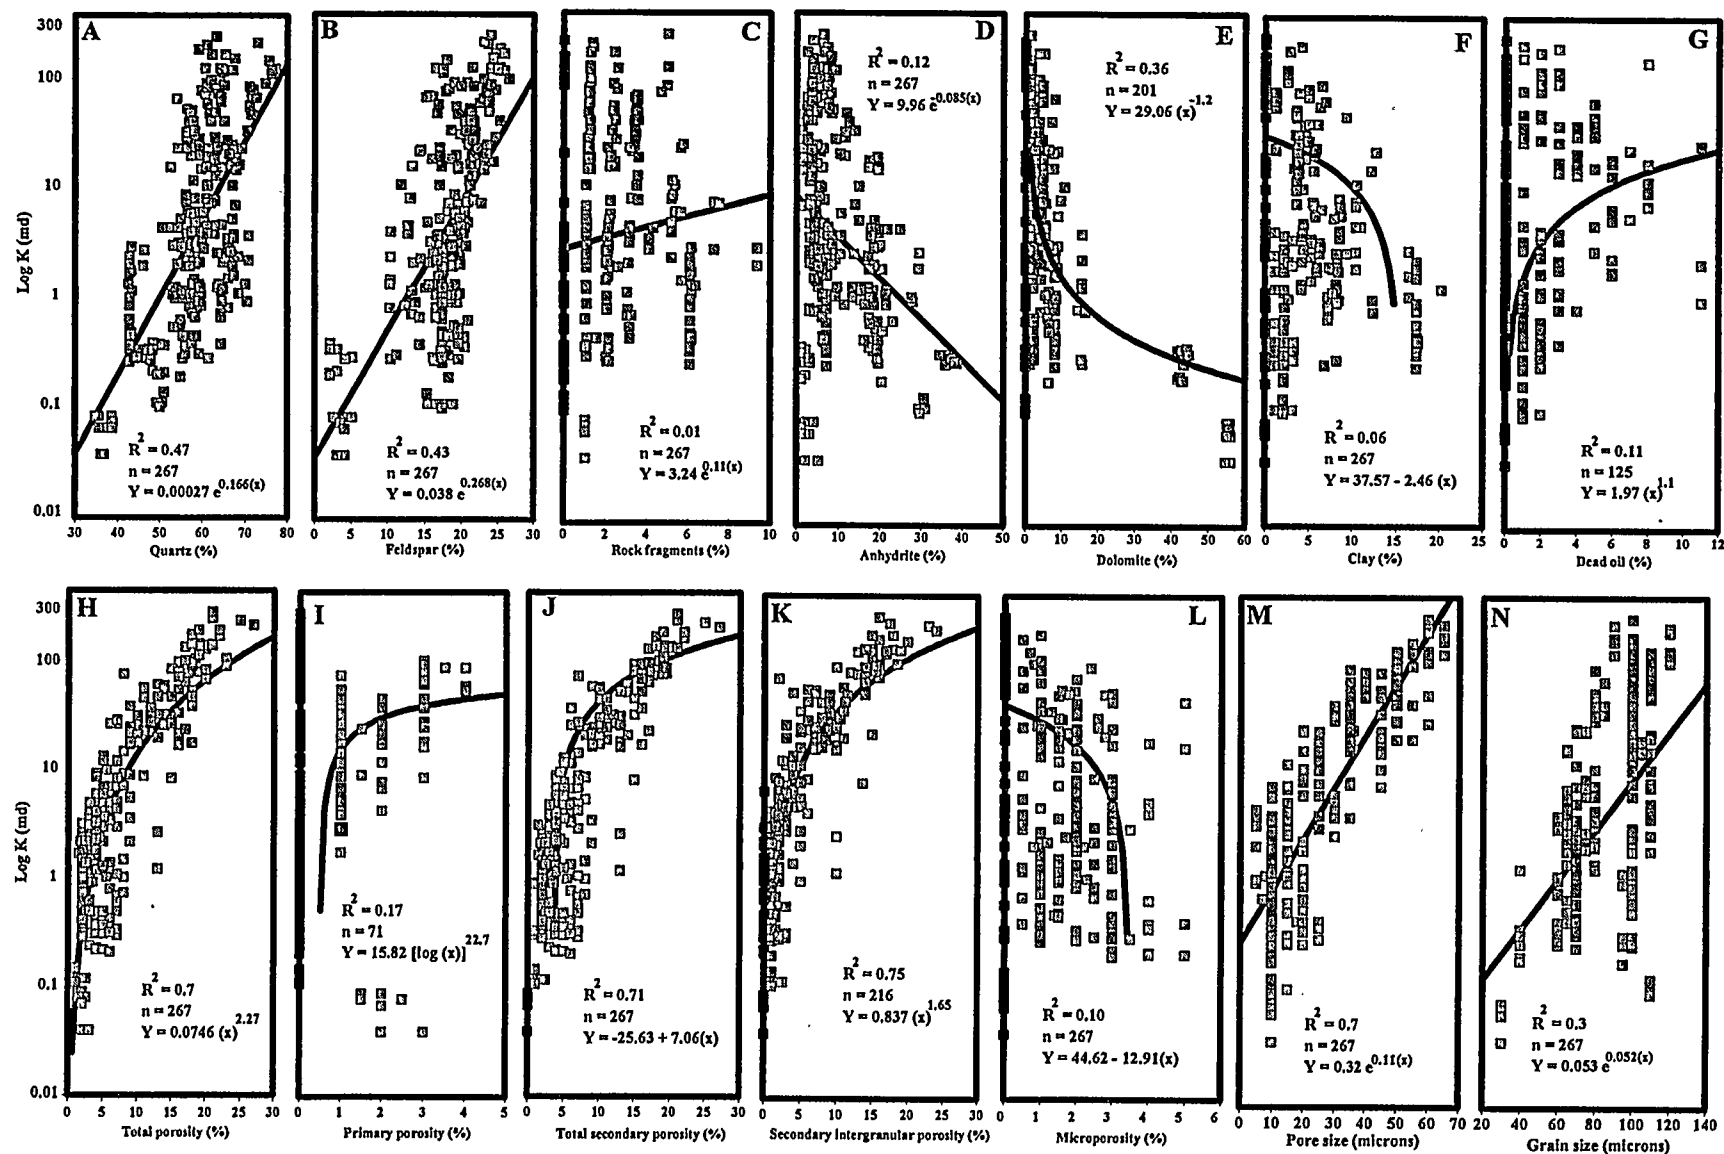 A
B
C
D
E
F
G
300
100
10
1
0.1
0.01
Log K (md)
R² = 0.47
n = 267
Y = 0.00027 e^0.166(x)
30 40 50 60 70 80
Quartz (%)
R² = 0.43
n = 267
Y = 0.038 e^0.268(x)
0 5 10 15 20 25 30
Feldspar (%)
R² = 0.01
n = 267
Y = 3.24 e^0.11(x)
0 2 4 6 8 10
Rock fragments (%)
R² = 0.12
n = 267
Y = 9.96 e^-0.085(x)
0 10 20 30 40 50
Anhydrite (%)
R² = 0.36
n = 201
Y = 29.06 (x)^-1.2
0 10 20 30 40 50 60
Dolomite (%)
R² = 0.06
n = 267
Y = 37.57 - 2.46 (x)
0 5 10 15 20 25
Clay (%)
R² = 0.11
n = 125
Y = 1.97 (x)^1.1
0 2 4 6 8 10 12
Dead oil (%)
H
I
J
K
L
M
N
300
100
10
1
0.1
0.01
Log K (md)
R² = 0.7
n = 267
Y = 0.0746 (x)^2.27
0 5 10 15 20 25 30
Total porosity (%)
R² = 0.17
n = 71
Y = 15.82 [log (x)]^22.7
0 1 2 3 4 5
Primary porosity (%)
R² = 0.71
n = 267
Y = -25.63 + 7.06(x)
0 5 10 15 20 25 30
Total secondary porosity (%)
R² = 0.75
n = 216
Y = 0.837 (x)^1.65
0 5 10 15 20 25 30
Secondary intergranular porosity (%)
R² = 0.10
n = 267
Y = 44.62 - 12.91(x)
0 1 2 3 4 5 6
Microporosity (%)
R² = 0.7
n = 267
Y = 0.32 e^0.11(x)
0 10 20 30 40 50 60 70
Pore size (microns)
R² = 0.3
n = 267
Y = 0.053 e^0.052(x)
20 40 60 80 100 120 140
Grain size (microns)